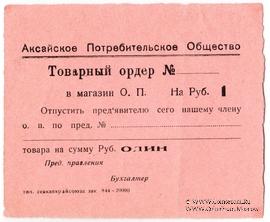 Аксайское Потребительское Общество
Товарный ордер №
в магазин О. П. На Руб. 1
Отпустить пред'явителю сего нашему члену
о. п. по пред. №
товара на сумму Руб. ОДИН
Пред. правления
Бухгалтер